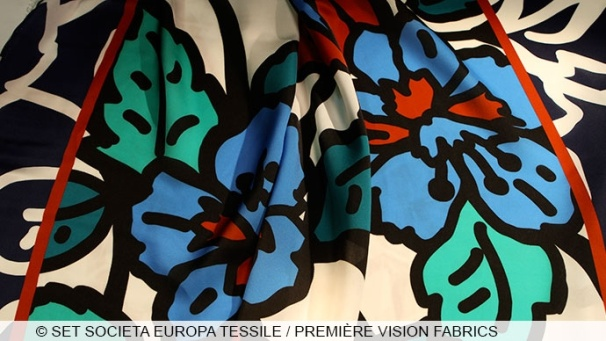 © SET SOCIETA EUROPA TESSILE / PREMIÈRE VISION FABRICS